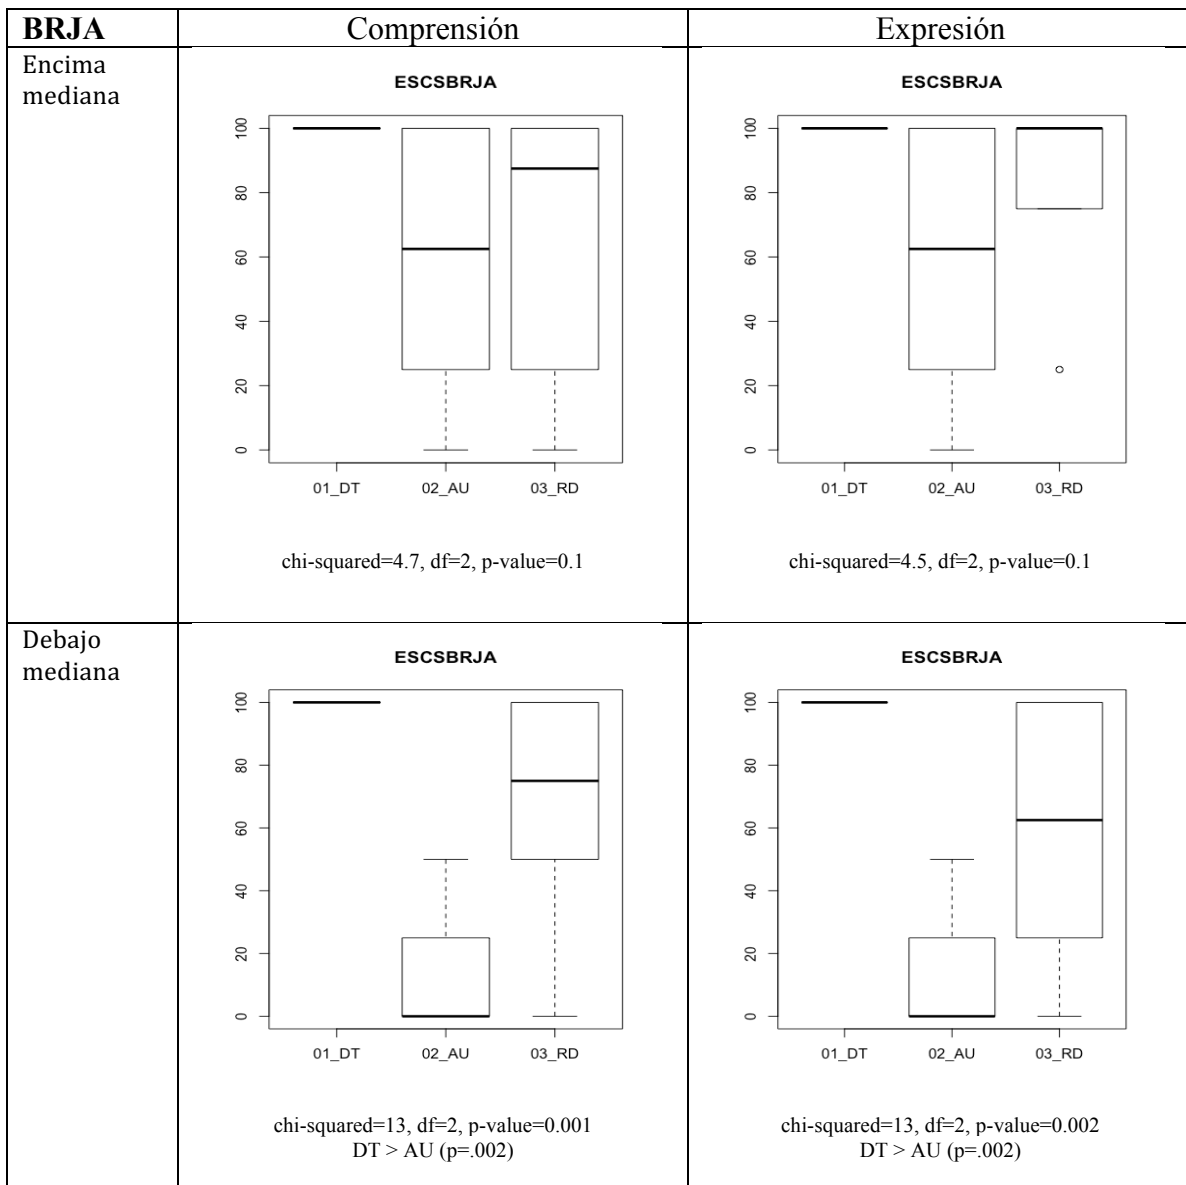 BRJA Comprensión Expresión
Encima
mediana
ESCSBRJA
100
80
60
40
20
0
01_DT 02_AU 03_RD
chi-squared=4.7, df=2, p-value=0.1
ESCSBRJA
100
80
60
40
20
0
01_DT 02_AU 03_RD
chi-squared=4.5, df=2, p-value=0.1
Debajo
mediana
ESCSBRJA
100
80
60
40
20
0
01_DT 02_AU 03_RD
chi-squared=13, df=2, p-value=0.001
DT > AU (p=.002)
ESCSBRJA
100
80
60
40
20
0
01_DT 02_AU 03_RD
chi-squared=13, df=2, p-value=0.002
DT > AU (p=.002)